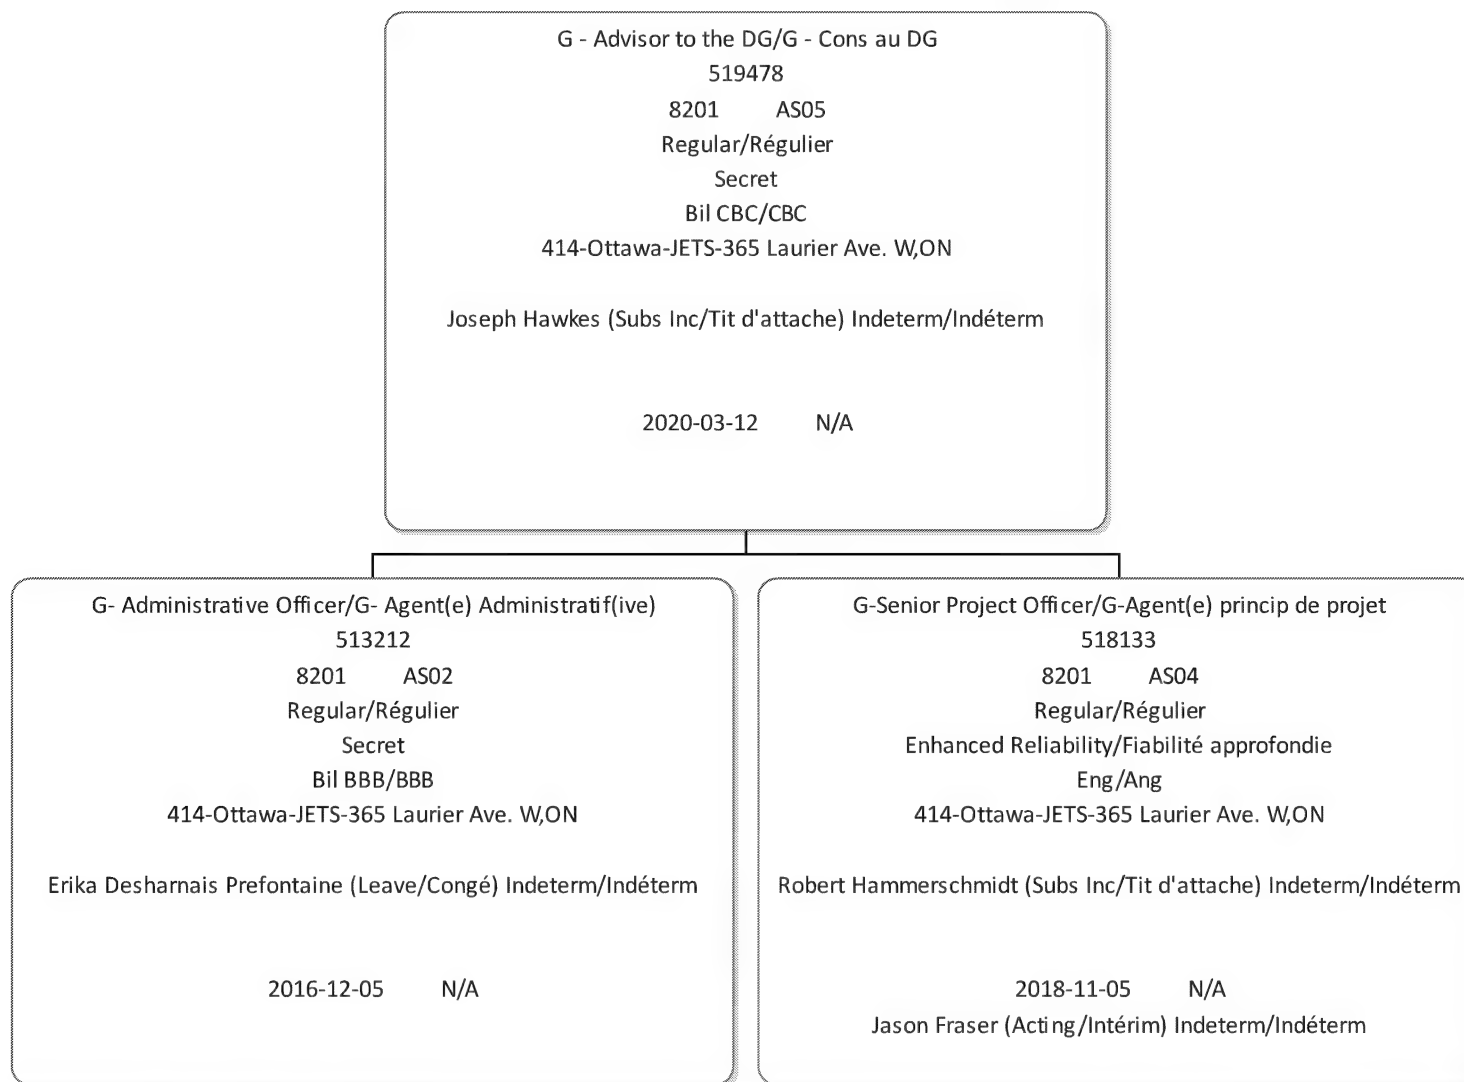 G - Advisor to the DG/G - Cons au DG
519478
8201 AS05
Regular/Régulier
Secret
Bil CBC/CBC
414-Ottawa-JETS-365 Laurier Ave. W,ON
Joseph Hawkes (Subs Inc/Tit d'attache) Indeterm/Indéterm
2020-03-12 N/A
G- Administrative Officer/G- Agent(e) Administratif(ive)
513212
8201 AS02
Regular/Régulier
Secret
Bil BBB/BBB
414-Ottawa-JETS-365 Laurier Ave. W,ON
Erika Desharnais Prefontaine (Leave/Congé) Indeterm/Indéterm
2016-12-05 N/A
G-Senior Project Officer/G-Agent(e) princip de projet
518133
8201 AS04
Regular/Régulier
Enhanced Reliability/Fiabilité approfondie
Eng/Ang
414-Ottawa-JETS-365 Laurier Ave. W,ON
Robert Hammerschmidt (Subs Inc/Tit d'attache) Indeterm/Indéterm
2018-11-05 N/A
Jason Fraser (Acting/Intérim) Indeterm/Indéterm